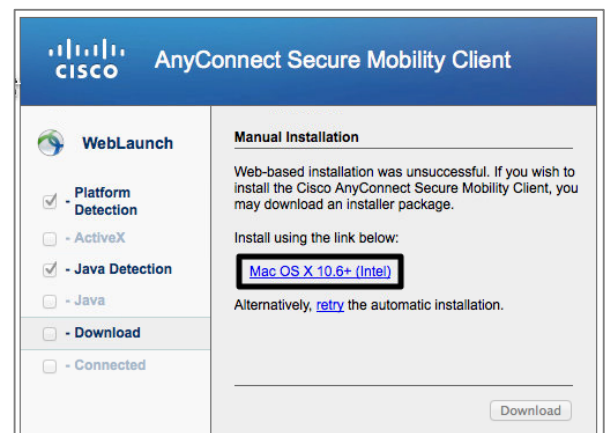 CISCO
AnyConnect Secure Mobility Client
WebLaunch
- Platform
Detection
- ActiveX
- Java Detection
- Java
- Download
- Connected
Manual Installation
Web-based installation was unsuccessful. If you wish to
install the Cisco AnyConnect Secure Mobility Client, you
may download an installer package.
Install using the link below:
Mac OS X 10.6+ (Intel)
Alternatively, retry the automatic installation.
Download